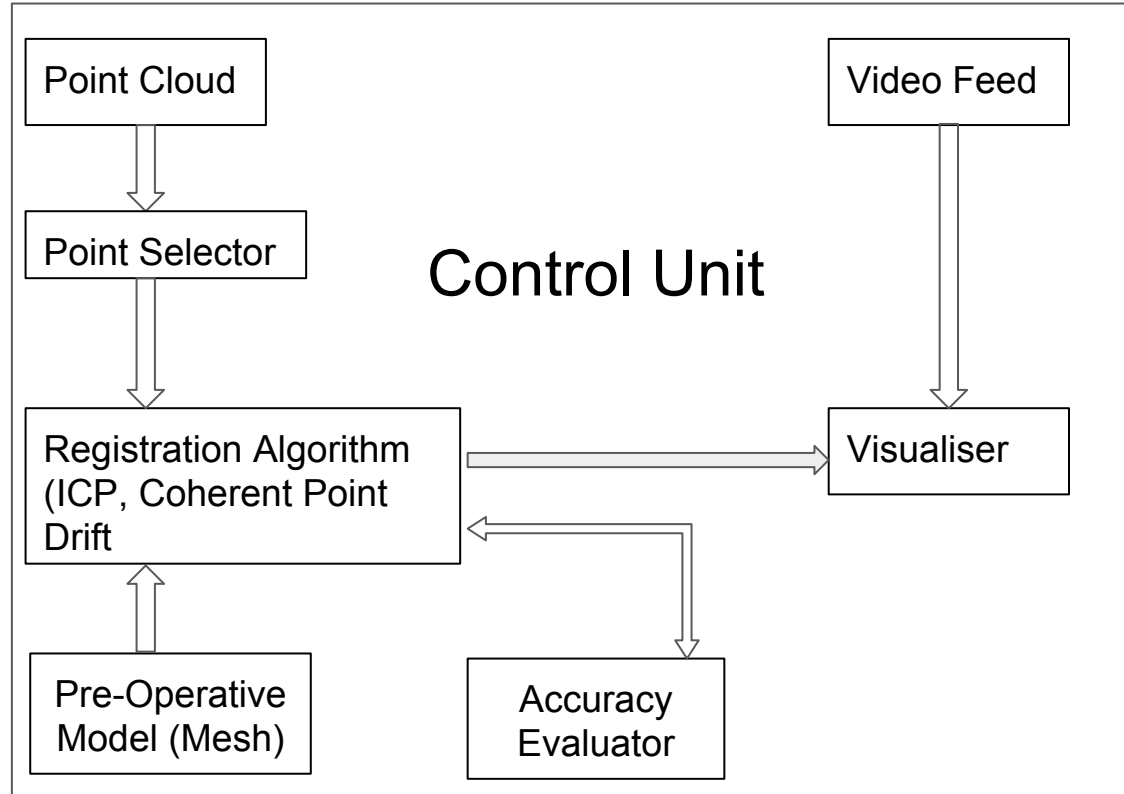 Point Cloud
Video Feed
Point Selector
Control Unit
Registration Algorithm
(ICP, Coherent Point
Drift
Visualiser
Pre-Operative
Model (Mesh)
Accuracy
Evaluator